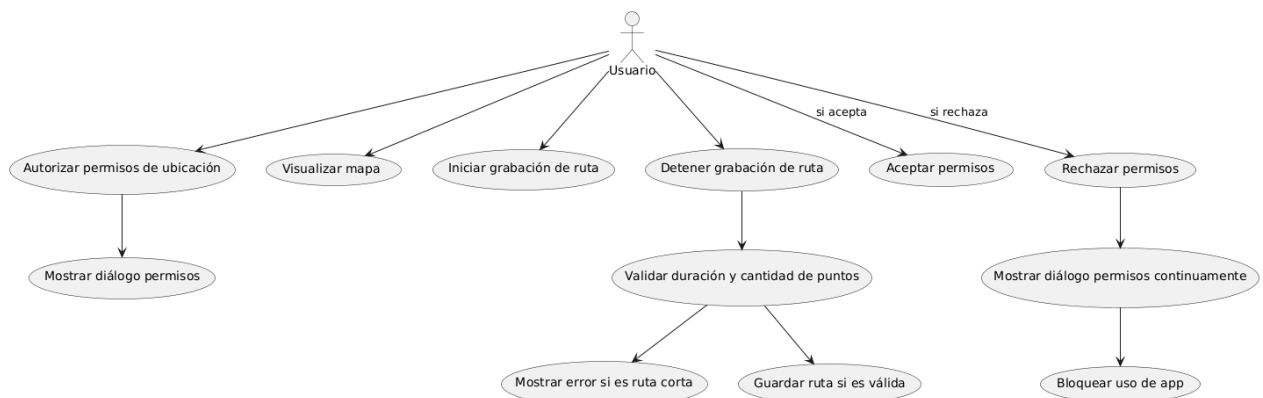 Usuario
si acepta
si rechaza
Autorizar permisos de ubicación
Visualizar mapa
Iniciar grabación de ruta
Detener grabación de ruta
Aceptar permisos
Rechazar permisos
Mostrar diálogo permisos
Validar duración y cantidad de puntos
Mostrar diálogo permisos continuamente
Mostrar error si es ruta corta
Guardar ruta si es válida
Bloquear uso de app